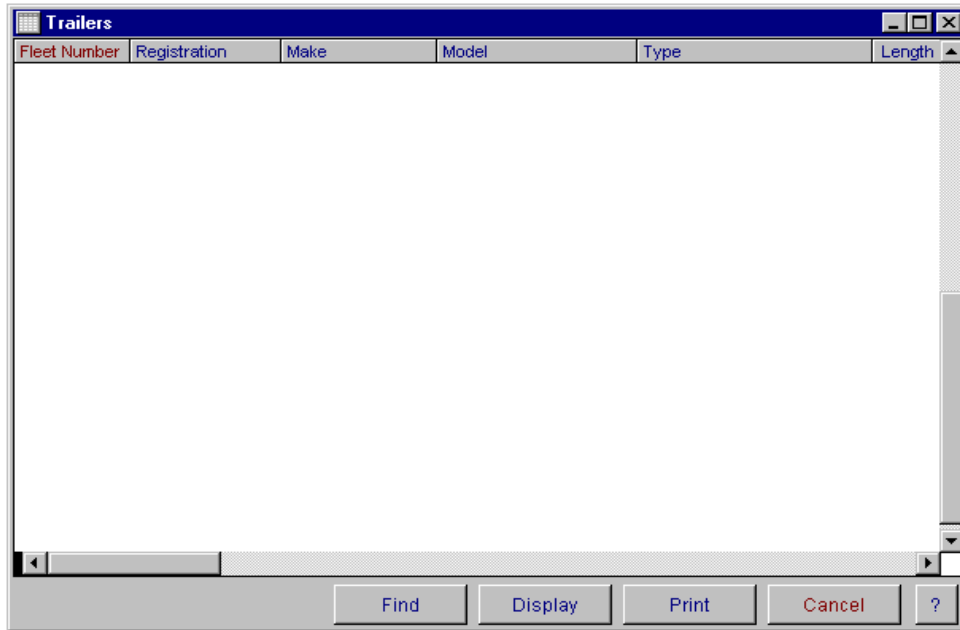 Trailers
Fleet Number Registration Make Model Type Length
Find Display Print Cancel ?